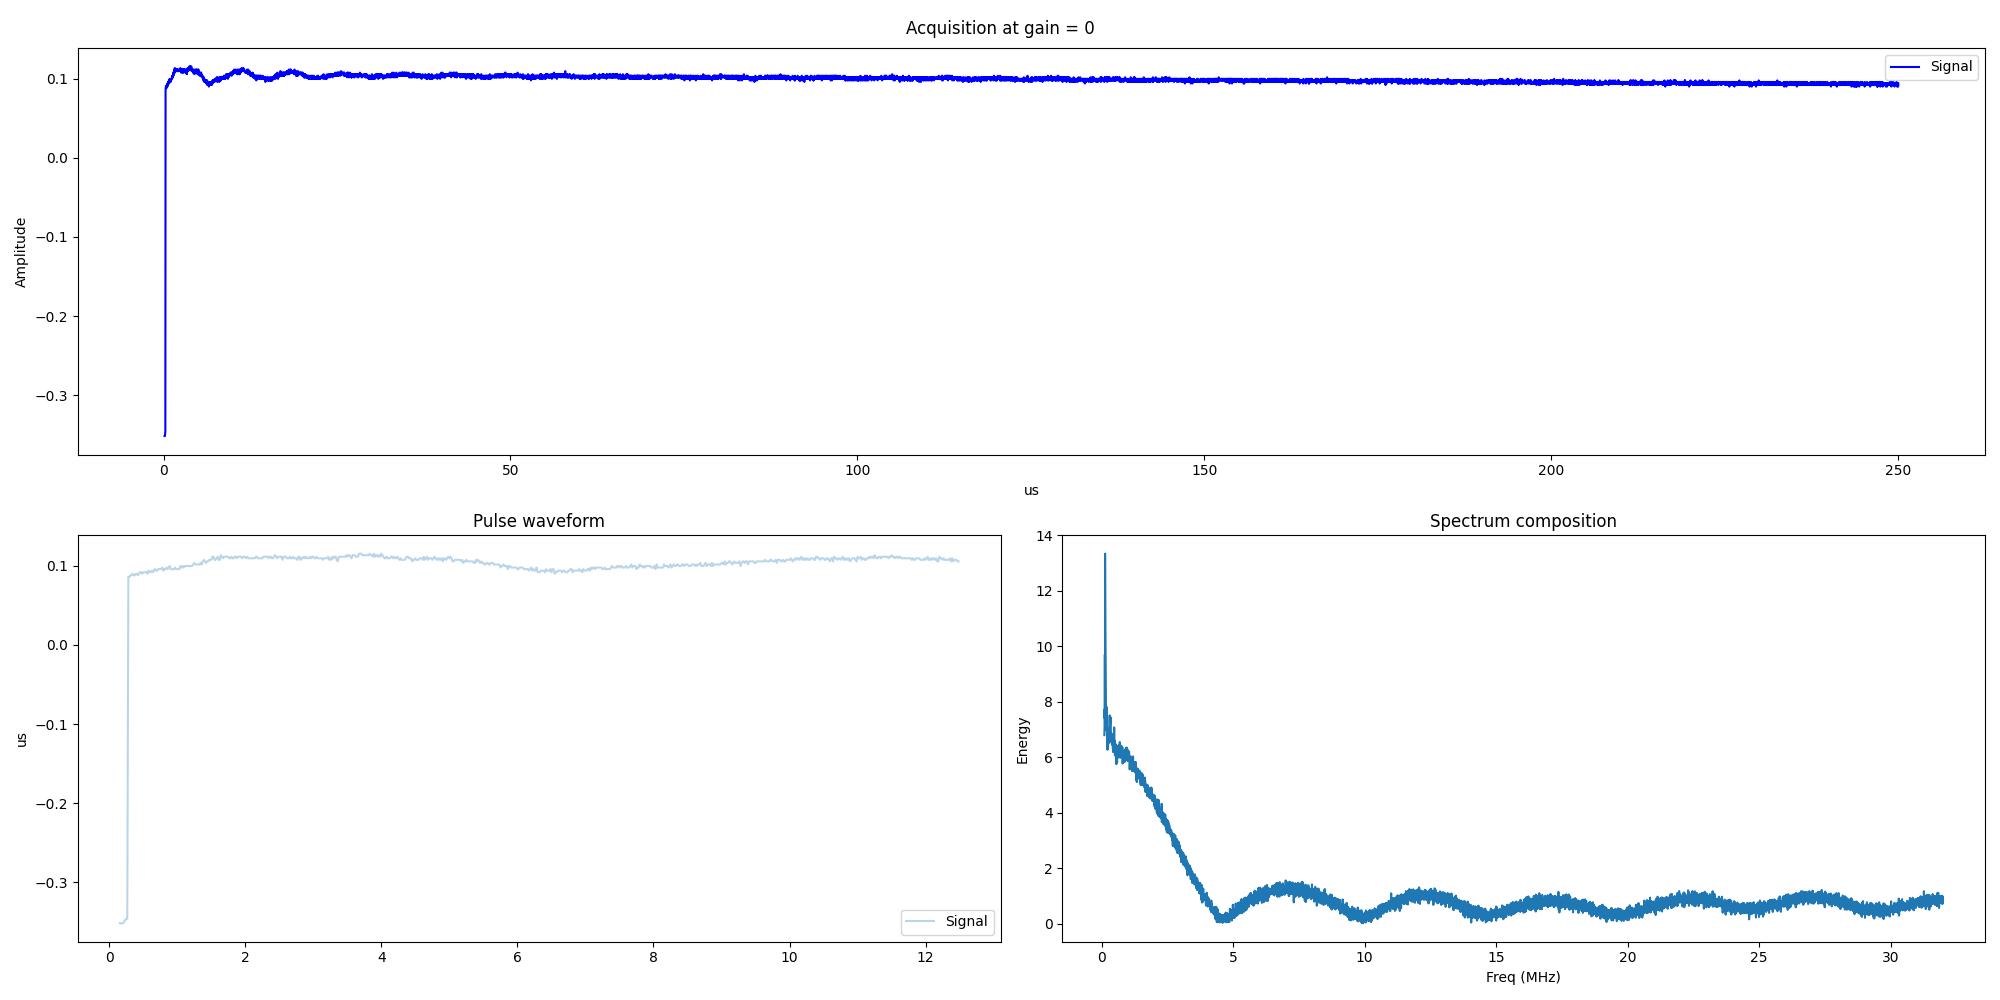 Acquisition at gain = 0
0.1
0.0
−0.1
−0.2
−0.3
Amplitude
Signal
0 50 100 150 200 250
us
Pulse waveform
0.1
0.0
−0.1
−0.2
−0.3
us
Signal
0 2 4 6 8 10 12
Spectrum composition
14
12
10
8
6
4
2
0
Energy
0 5 10 15 20 25 30
Freq (MHz)